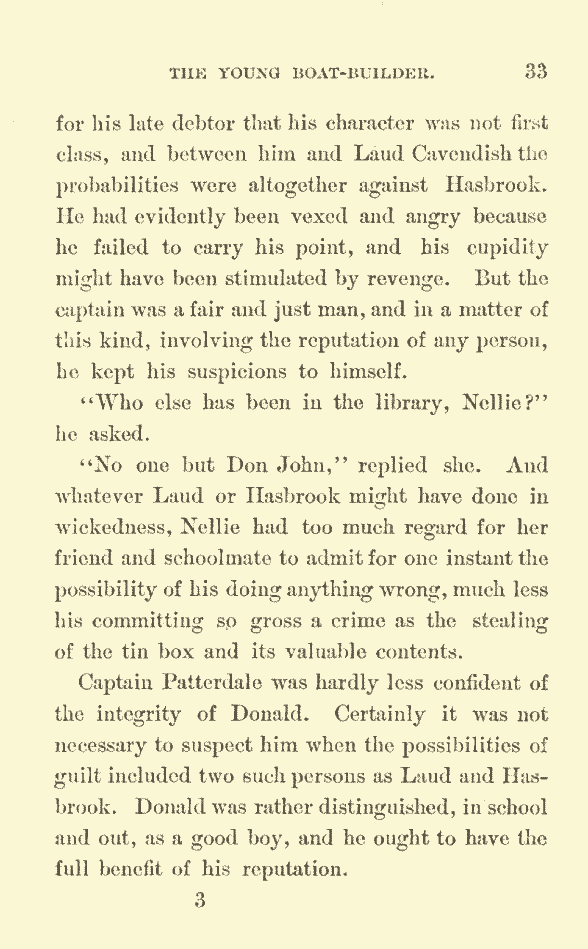 THE YOUNG BOAT-BUILDER. 33
for his late debtor that his character was not first
class, and between him and Laud Cavendish the
probabilities were altogether against Hasbrook.
He had evidently been vexed and angry because
he failed to carry his point, and his cupidity
might have been stimulated by revenge. But the
captain was a fair and just man, and in a matter of
this kind, involving the reputation of any person,
he kept his suspicions to himself.
“Who else has been in the library, Nellie?”
he asked.
“No one but Don John,” replied she. And
whatever Laud or Hasbrook might have done in
wickedness, Nellie had too much regard for her
friend and schoolmate to admit for one instant the
possibility of his doing anything wrong, much less
his committing so gross a crime as the stealing
of the tin box and its valuable contents.
Captain Patterdale was hardly less confident of
the integrity of Donald. Certainly it was not
necessary to suspect him when the possibilities of
guilt included two such persons as Laud and Has-
brook. Donald was rather distinguished, in school
and out, as a good boy, and he ought to have the
full benefit of his reputation.
3